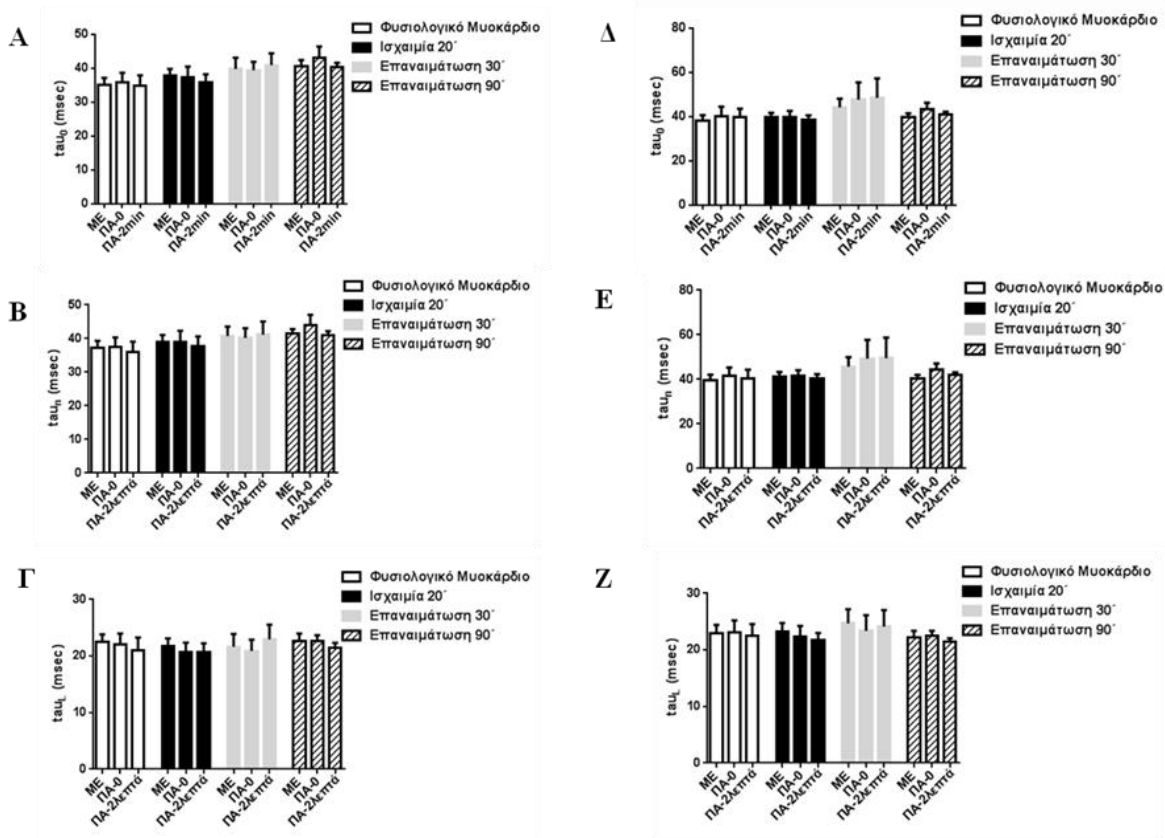 Α
tau0 (msec)
50
40
30
20
10
0
ΜΕ ΠΑ-0 ΠΑ-2min ΜΕ ΠΑ-0 ΠΑ-2min ΜΕ ΠΑ-0 ΠΑ-2min ΜΕ ΠΑ-0 ΠΑ-2min
Φυσιολογικό Μυοκάρδιο
Ισχαιμία 20΄
Επαναιμάτωση 30΄
Επαναιμάτωση 90΄
Δ
tau0 (msec)
80
60
40
20
0
ΜΕ ΠΑ-0 ΠΑ-2min ΜΕ ΠΑ-0 ΠΑ-2min ΜΕ ΠΑ-0 ΠΑ-2min ΜΕ ΠΑ-0 ΠΑ-2min
Φυσιολογικό Μυοκάρδιο
Ισχαιμία 20΄
Επαναιμάτωση 30΄
Επαναιμάτωση 90΄
Β
taun (msec)
50
40
30
20
10
0
ΜΕ ΠΑ-0 ΠΑ-2λεπτά ΜΕ ΠΑ-0 ΠΑ-2λεπτά ΜΕ ΠΑ-0 ΠΑ-2λεπτά ΜΕ ΠΑ-0 ΠΑ-2λεπτά
Φυσιολογικό Μυοκάρδιο
Ισχαιμία 20΄
Επαναιμάτωση 30΄
Επαναιμάτωση 90΄
Ε
taun (msec)
80
60
40
20
0
ΜΕ ΠΑ-0 ΠΑ-2λεπτά ΜΕ ΠΑ-0 ΠΑ-2λεπτά ΜΕ ΠΑ-0 ΠΑ-2λεπτά ΜΕ ΠΑ-0 ΠΑ-2λεπτά
Φυσιολογικό Μυοκάρδιο
Ισχαιμία 20΄
Επαναιμάτωση 30΄
Επαναιμάτωση 90΄
Γ
tauL (msec)
30
20
10
0
ΜΕ ΠΑ-0 ΠΑ-2λεπτά ΜΕ ΠΑ-0 ΠΑ-2λεπτά ΜΕ ΠΑ-0 ΠΑ-2λεπτά ΜΕ ΠΑ-0 ΠΑ-2λεπτά
Φυσιολογικό Μυοκάρδιο
Ισχαιμία 20΄
Επαναιμάτωση 30΄
Επαναιμάτωση 90΄
Ζ
tauL (msec)
30
20
10
0
ΜΕ ΠΑ-0 ΠΑ-2λεπτά ΜΕ ΠΑ-0 ΠΑ-2λεπτά ΜΕ ΠΑ-0 ΠΑ-2λεπτά ΜΕ ΠΑ-0 ΠΑ-2λεπτά
Φυσιολογικό Μυοκάρδιο
Ισχαιμία 20΄
Επαναιμάτωση 30΄
Επαναιμάτωση 90΄